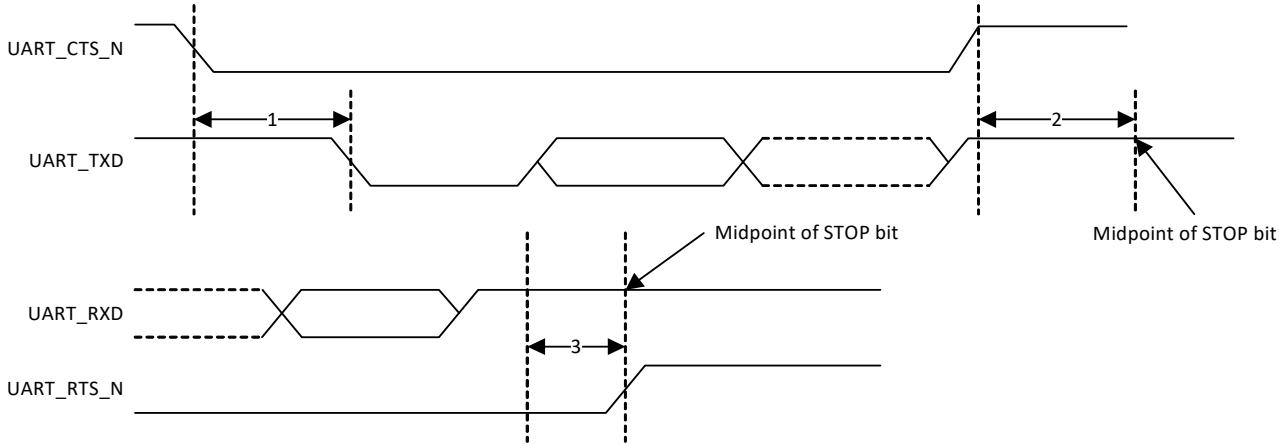 UART_CTS_N
1
2
UART_TXD
Midpoint of STOP bit
Midpoint of STOP bit
UART_RXD
3
UART_RTS_N